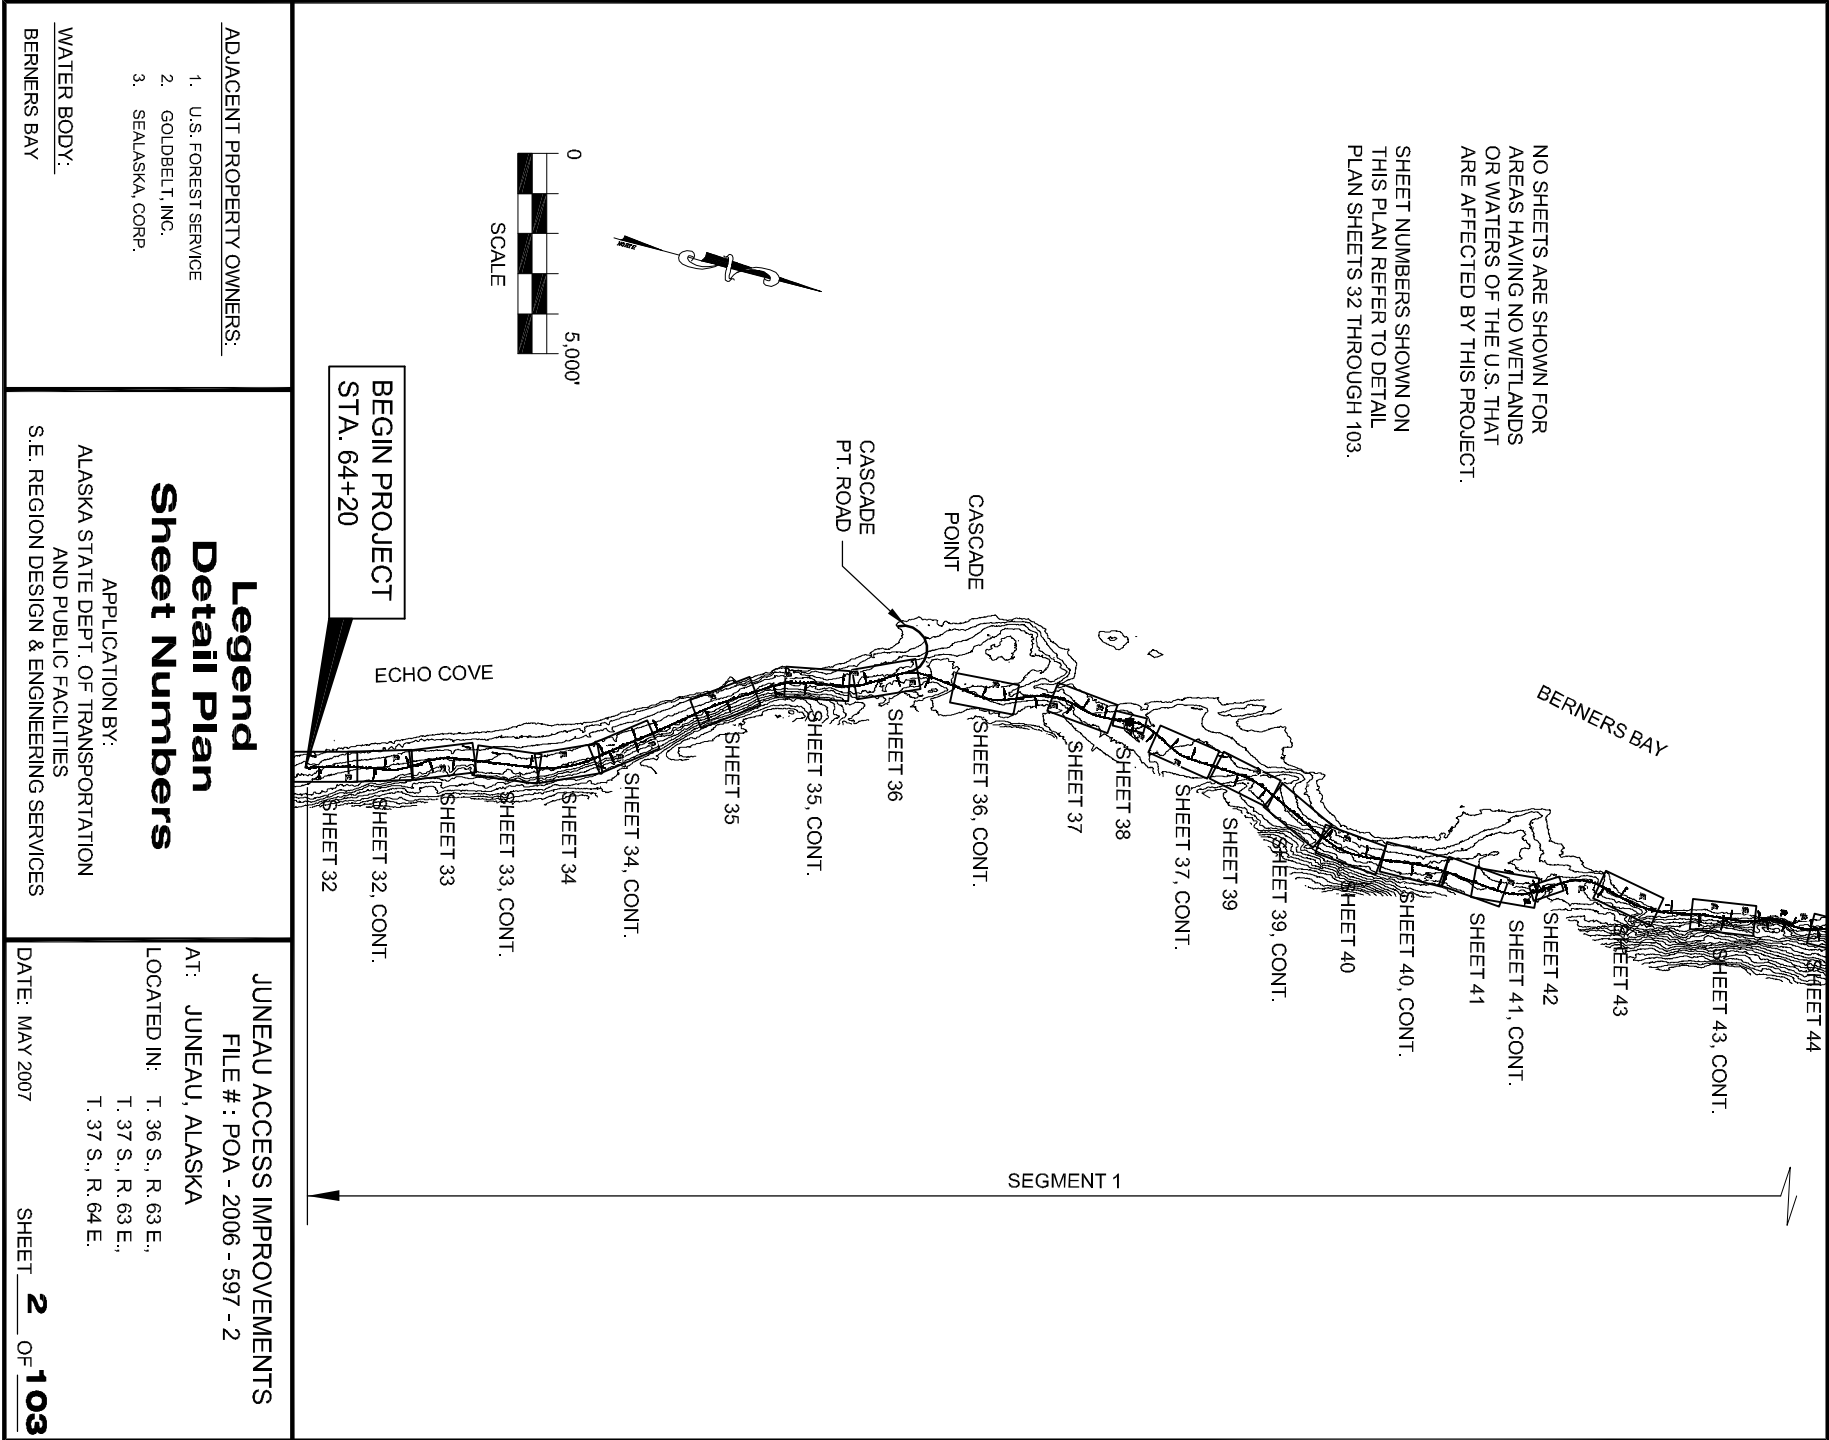 NO SHEETS ARE SHOWN FOR
AREAS HAVING NO WETLANDS
OR WATERS OF THE U.S. THAT
ARE AFFECTED BY THIS PROJECT.
SHEET NUMBERS SHOWN ON
THIS PLAN REFER TO DETAIL
PLAN SHEETS 32 THROUGH 103.
0
5,000'
SCALE
BERNERS BAY
CASCADE
POINT
CASCADE
PT. ROAD
ECHO COVE
BEGIN PROJECT
STA. 64+20
SHEET 44
SHEET 43, CONT.
SHEET 43
SHEET 42
SHEET 41, CONT.
SHEET 41
SHEET 40, CONT.
SHEET 40
SHEET 39, CONT.
SHEET 39
SHEET 37, CONT.
SHEET 38
SHEET 37
SHEET 36, CONT.
SHEET 36
SHEET 35, CONT.
SHEET 35
SHEET 34, CONT.
SHEET 34
SHEET 33, CONT.
SHEET 33
SHEET 32, CONT.
SHEET 32
SEGMENT 1
ADJACENT PROPERTY OWNERS:
1. U.S. FOREST SERVICE
2. GOLDBELT, INC.
3. SEALASKA, CORP.
WATER BODY:
BERNERS BAY
Legend
Detail Plan
Sheet Numbers
APPLICATION BY:
ALASKA STATE DEPT. OF TRANSPORTATION
AND PUBLIC FACILITIES
S.E. REGION DESIGN & ENGINEERING SERVICES
JUNEAU ACCESS IMPROVEMENTS
FILE # : POA - 2006 - 597 - 2
AT: JUNEAU, ALASKA
LOCATED IN: T. 36 S., R. 63 E.,
T. 37 S., R. 63 E.,
T. 37 S., R. 64 E.
DATE: MAY 2007 SHEET 2 OF 103